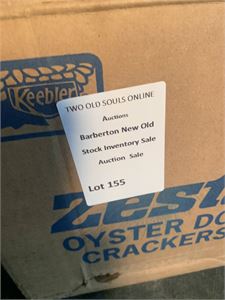 Keebler
TWO OLD SOULS ONLINE
Auctions
Barberton New Old
Stock Inventory Sale
Auction Sale
Lot 155
Zest
OYSTER DO
CRACKERS